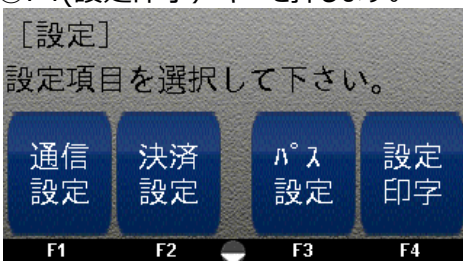 [設定]
設定項目を選択して下さい。
通信 決済 ﾊﾟｽ 設定
設定 設定 設定 印字
F1 F2 F3 F4